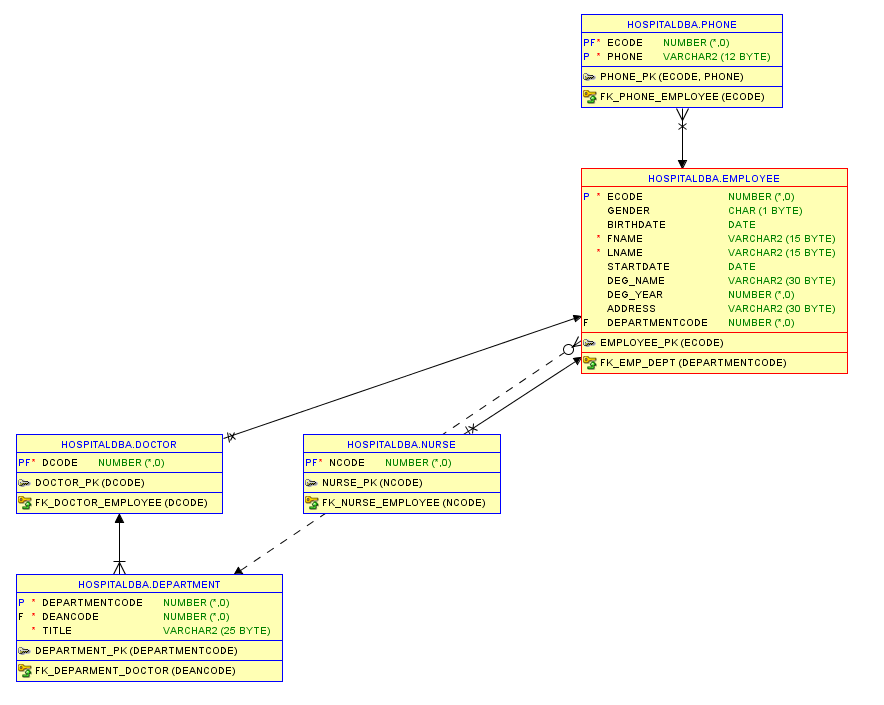 HOSPITALDBA.PHONE
PF* ECODE NUMBER (*,0)
P * PHONE VARCHAR2 (12 BYTE)
PHONE_PK (ECODE, PHONE)
FK_PHONE_EMPLOYEE (ECODE)
HOSPITALDBA.EMPLOYEE
P * ECODE NUMBER (*,0)
GENDER CHAR (1 BYTE)
BIRTHDATE DATE
* FNAME VARCHAR2 (15 BYTE)
* LNAME VARCHAR2 (15 BYTE)
STARTDATE DATE
DEG_NAME VARCHAR2 (30 BYTE)
DEG_YEAR NUMBER (*,0)
ADDRESS VARCHAR2 (30 BYTE)
F DEPARTMENTCODE NUMBER (*,0)
EMPLOYEE_PK (ECODE)
FK_EMP_DEPT (DEPARTMENTCODE)
HOSPITALDBA.DOCTOR
PF* DCODE NUMBER (*,0)
DOCTOR_PK (DCODE)
FK_DOCTOR_EMPLOYEE (DCODE)
HOSPITALDBA.NURSE
PF* NCODE NUMBER (*,0)
NURSE_PK (NCODE)
FK_NURSE_EMPLOYEE (NCODE)
HOSPITALDBA.DEPARTMENT
P * DEPARTMENTCODE NUMBER (*,0)
F * DEANCODE NUMBER (*,0)
* TITLE VARCHAR2 (25 BYTE)
DEPARTMENT_PK (DEPARTMENTCODE)
FK_DEPARMENT_DOCTOR (DEANCODE)